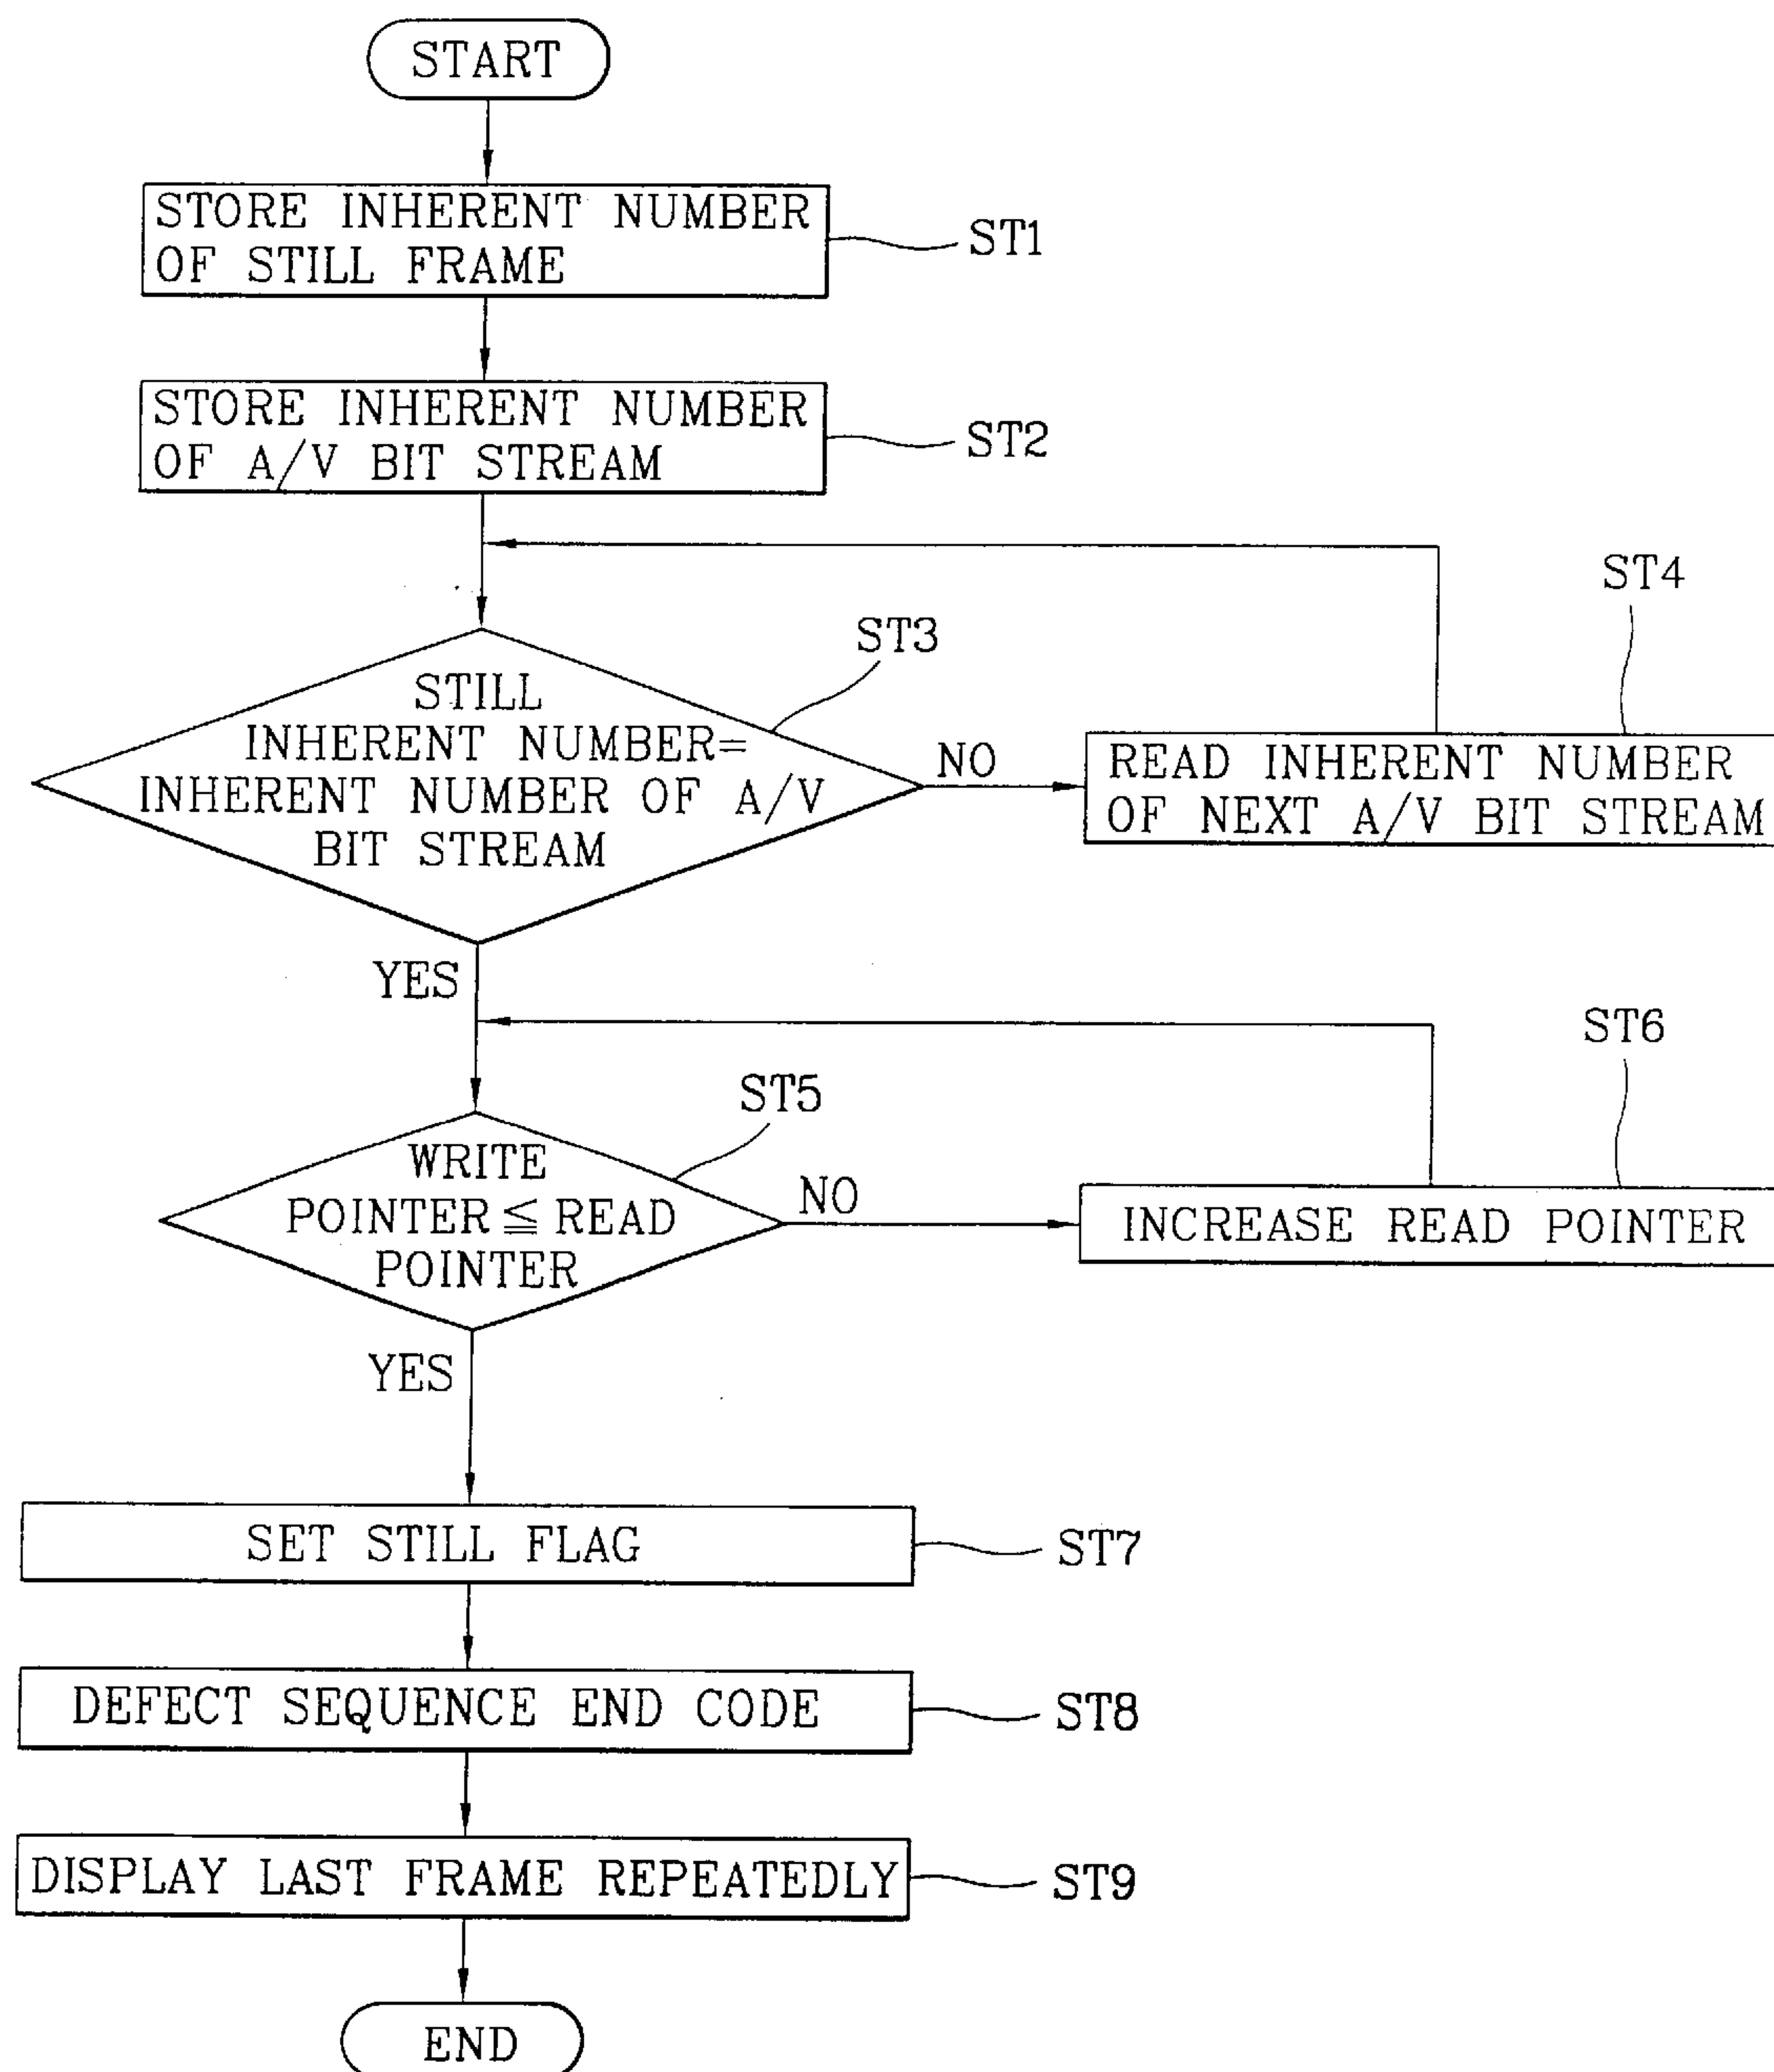 START
STORE INHERENT NUMBER
OF STILL FRAME
ST1
STORE INHERENT NUMBER
OF A/V BIT STREAM
ST2
ST4
ST3
STILL
INHERENT NUMBER=
INHERENT NUMBER OF A/V
BIT STREAM
NO
READ INHERENT NUMBER
OF NEXT A/V BIT STREAM
YES
ST6
ST5
WRITE
POINTER ≦ READ
POINTER
NO
INCREASE READ POINTER
YES
SET STILL FLAG
ST7
DEFECT SEQUENCE END CODE
ST8
DISPLAY LAST FRAME REPEATEDLY
ST9
END